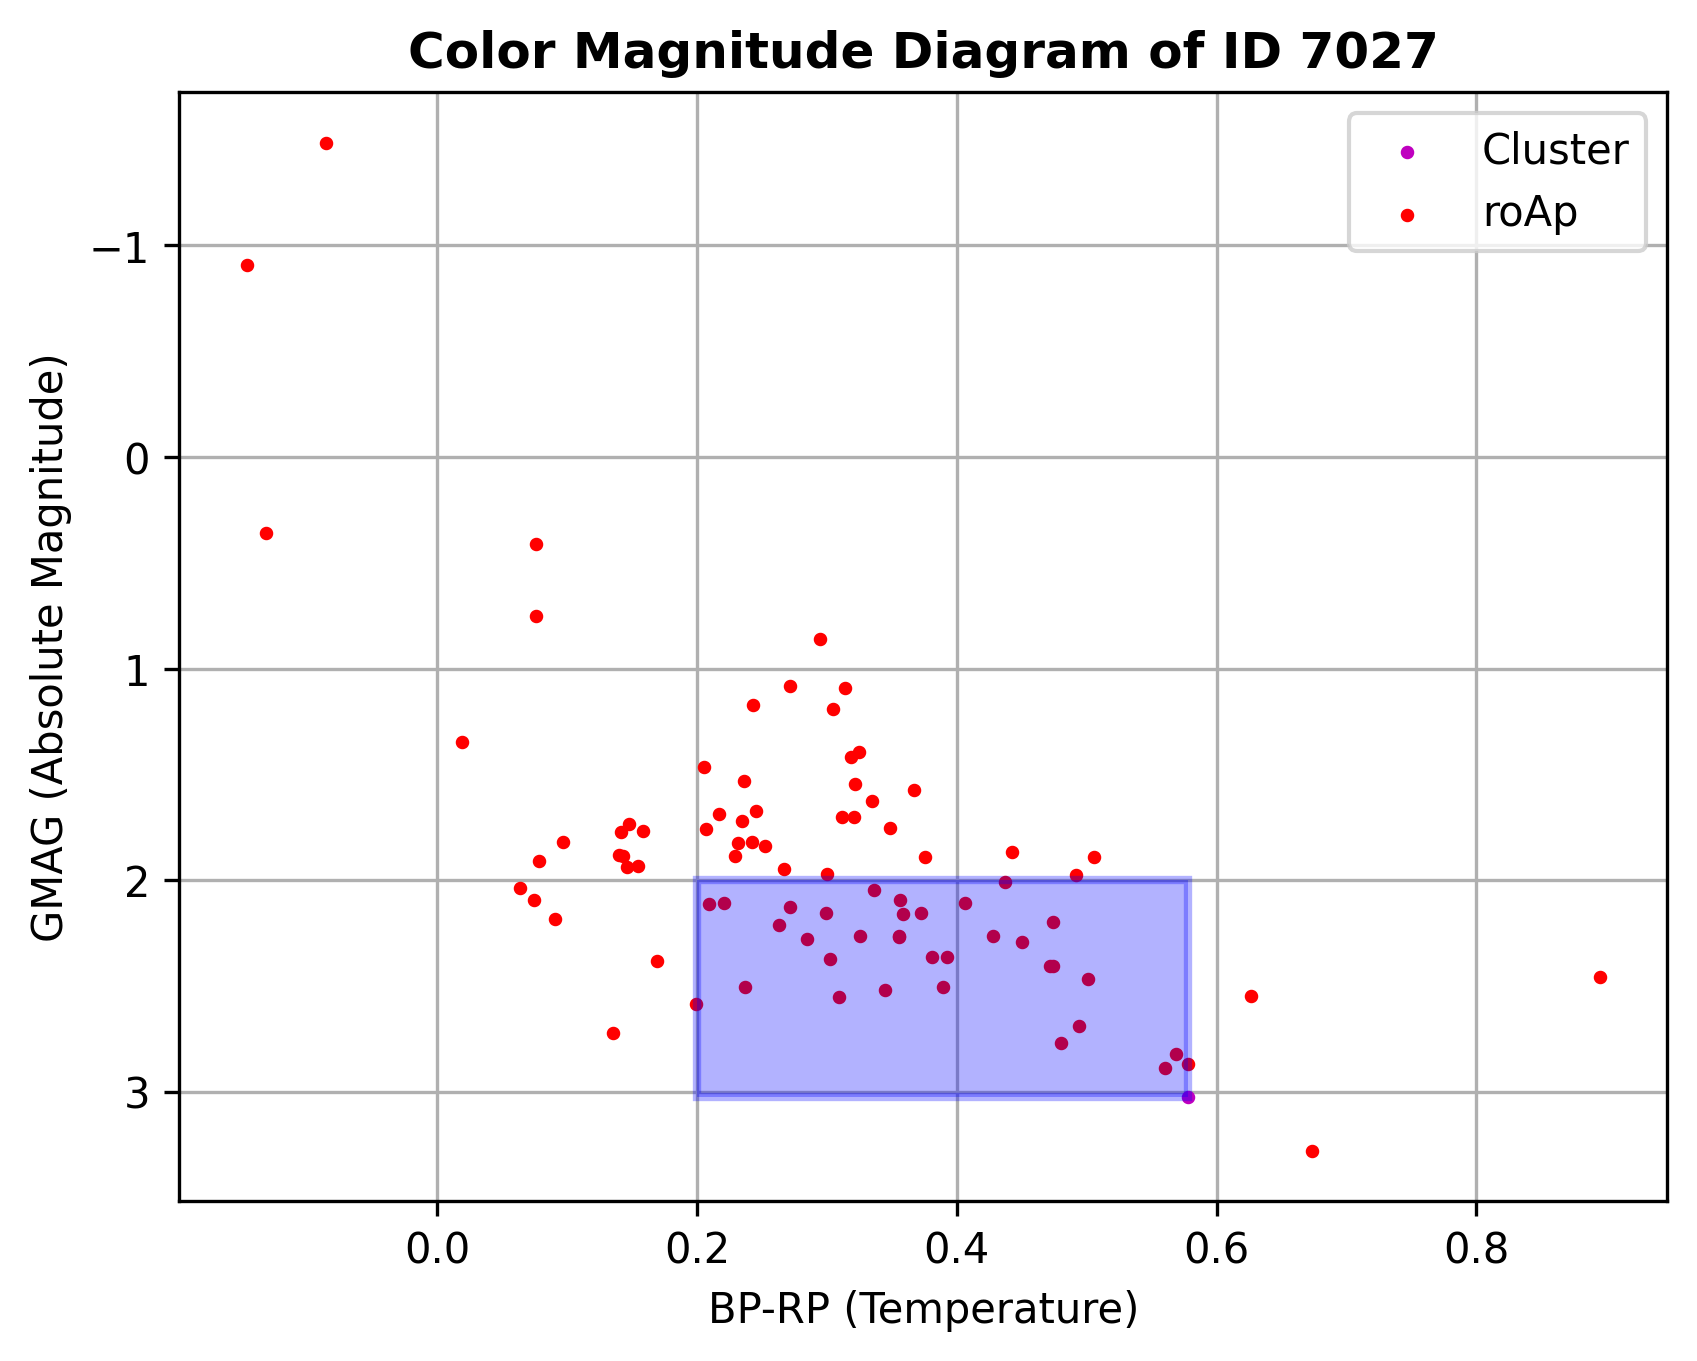 Color Magnitude Diagram of ID 7027
Cluster
roAp
GMAG (Absolute Magnitude)
−1
0
1
2
3
0.0 0.2 0.4 0.6 0.8
BP-RP (Temperature)